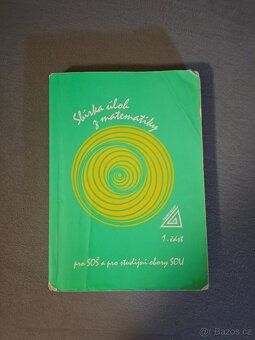 Sbírka úloh
z matematiky
1. část
pro SOŠ a pro studijní obory SOU
Bazos.cz